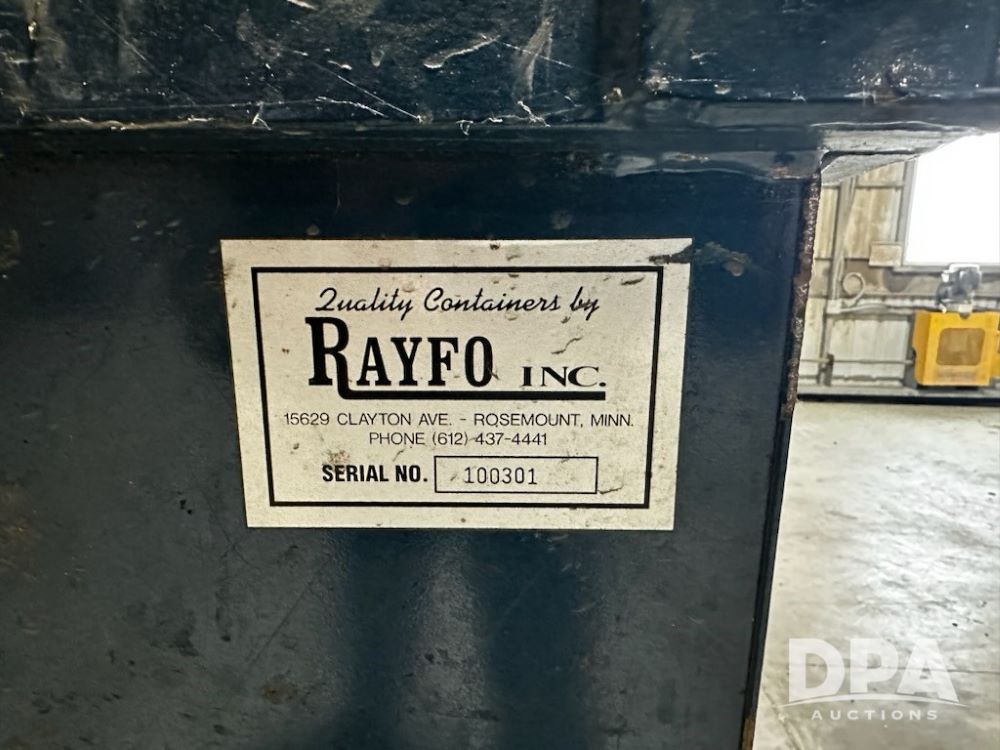 Quality Containers by
RAYFO INC.
15629 CLAYTON AVE. - ROSEMOUNT, MINN.
PHONE (612) 437-4441
SERIAL NO. 100301
DPA
AUCTIONS